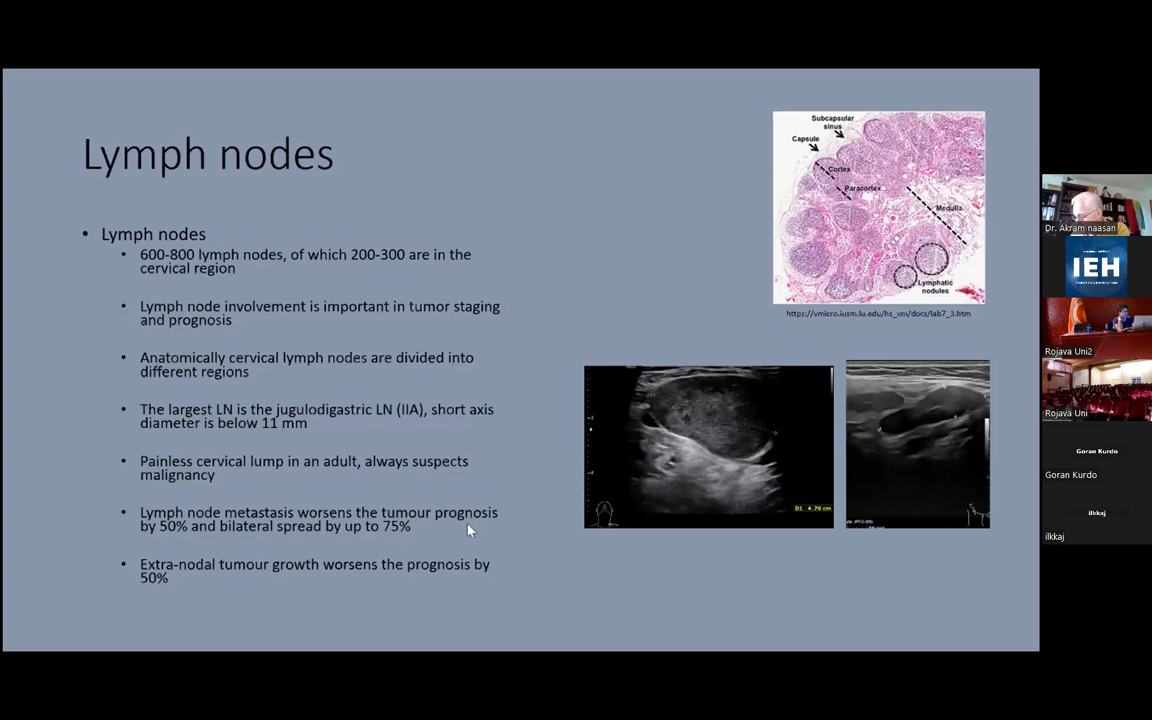 Lymph nodes
• Lymph nodes
• 600-800 lymph nodes, of which 200-300 are in the
cervical region
• Lymph node involvement is important in tumor staging
and prognosis
• Anatomically cervical lymph nodes are divided into
different regions
• The largest LN is the jugulodigastric LN (IIA), short axis
diameter is below 11 mm
• Painless cervical lump in an adult, always suspects
malignancy
• Lymph node metastasis worsens the tumour prognosis
by 50% and bilateral spread by up to 75%
• Extra-nodal tumour growth worsens the prognosis by
50%
Subcapsular
sinus
Capsule
Cortex
Paracortex
Medulla
Lymphatic
nodules
https://vmicro.iusm.iu.edu/hs_vm/docs/lab7_3.htm
D1 4.70 cm
Dr. Akram naasan
IEH
Rojava Uni2
Rojava Uni
Goran Kurdo
Goran Kurdo
ilkkaj
ilkkaj